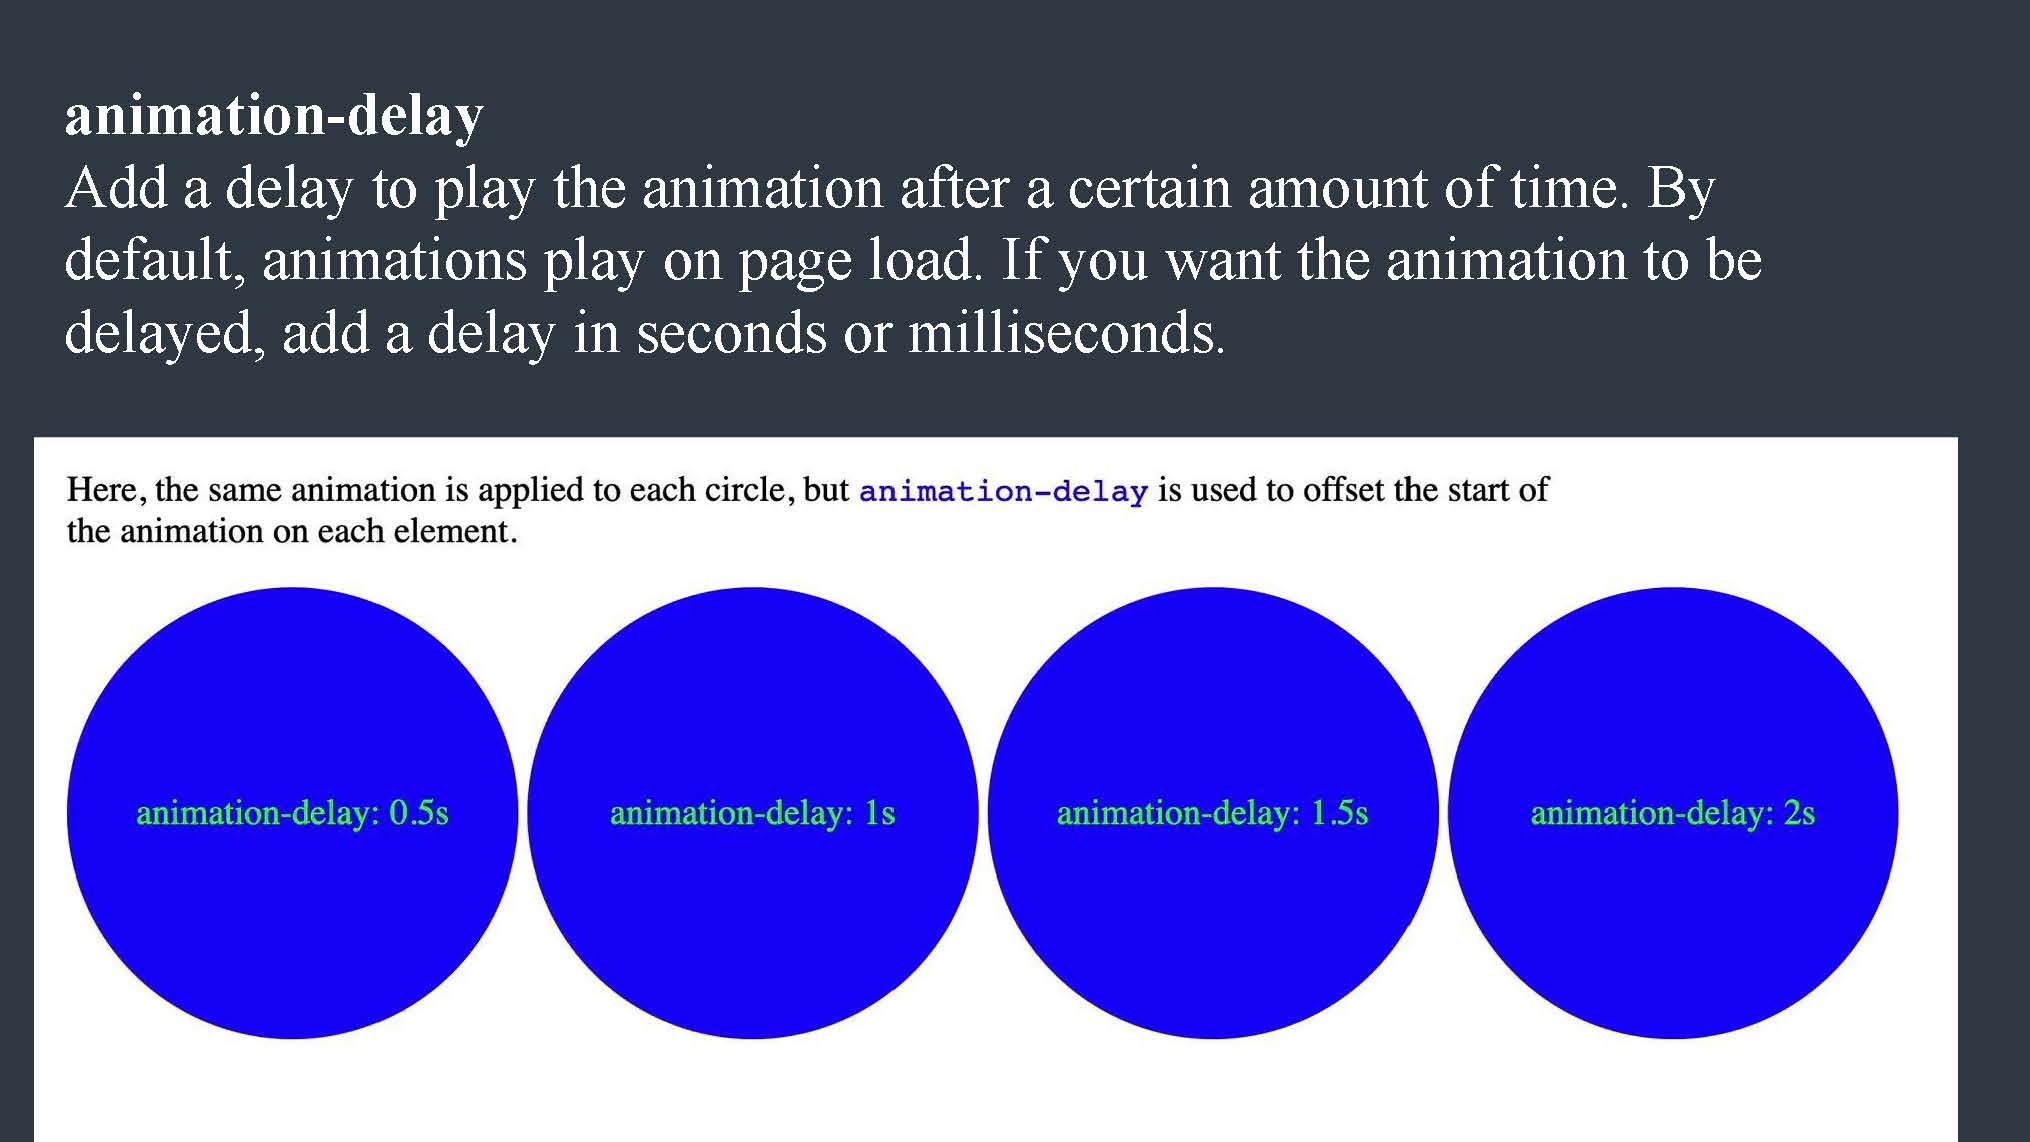 animation-delay
Add a delay to play the animation after a certain amount of time. By
default, animations play on page load. If you want the animation to be
delayed, add a delay in seconds or milliseconds.
Here, the same animation is applied to each circle, but animation-delay is used to offset the start of
the animation on each element.
animation-delay: 0.5s
animation-delay: 1s
animation-delay: 1.5s
animation-delay: 2s